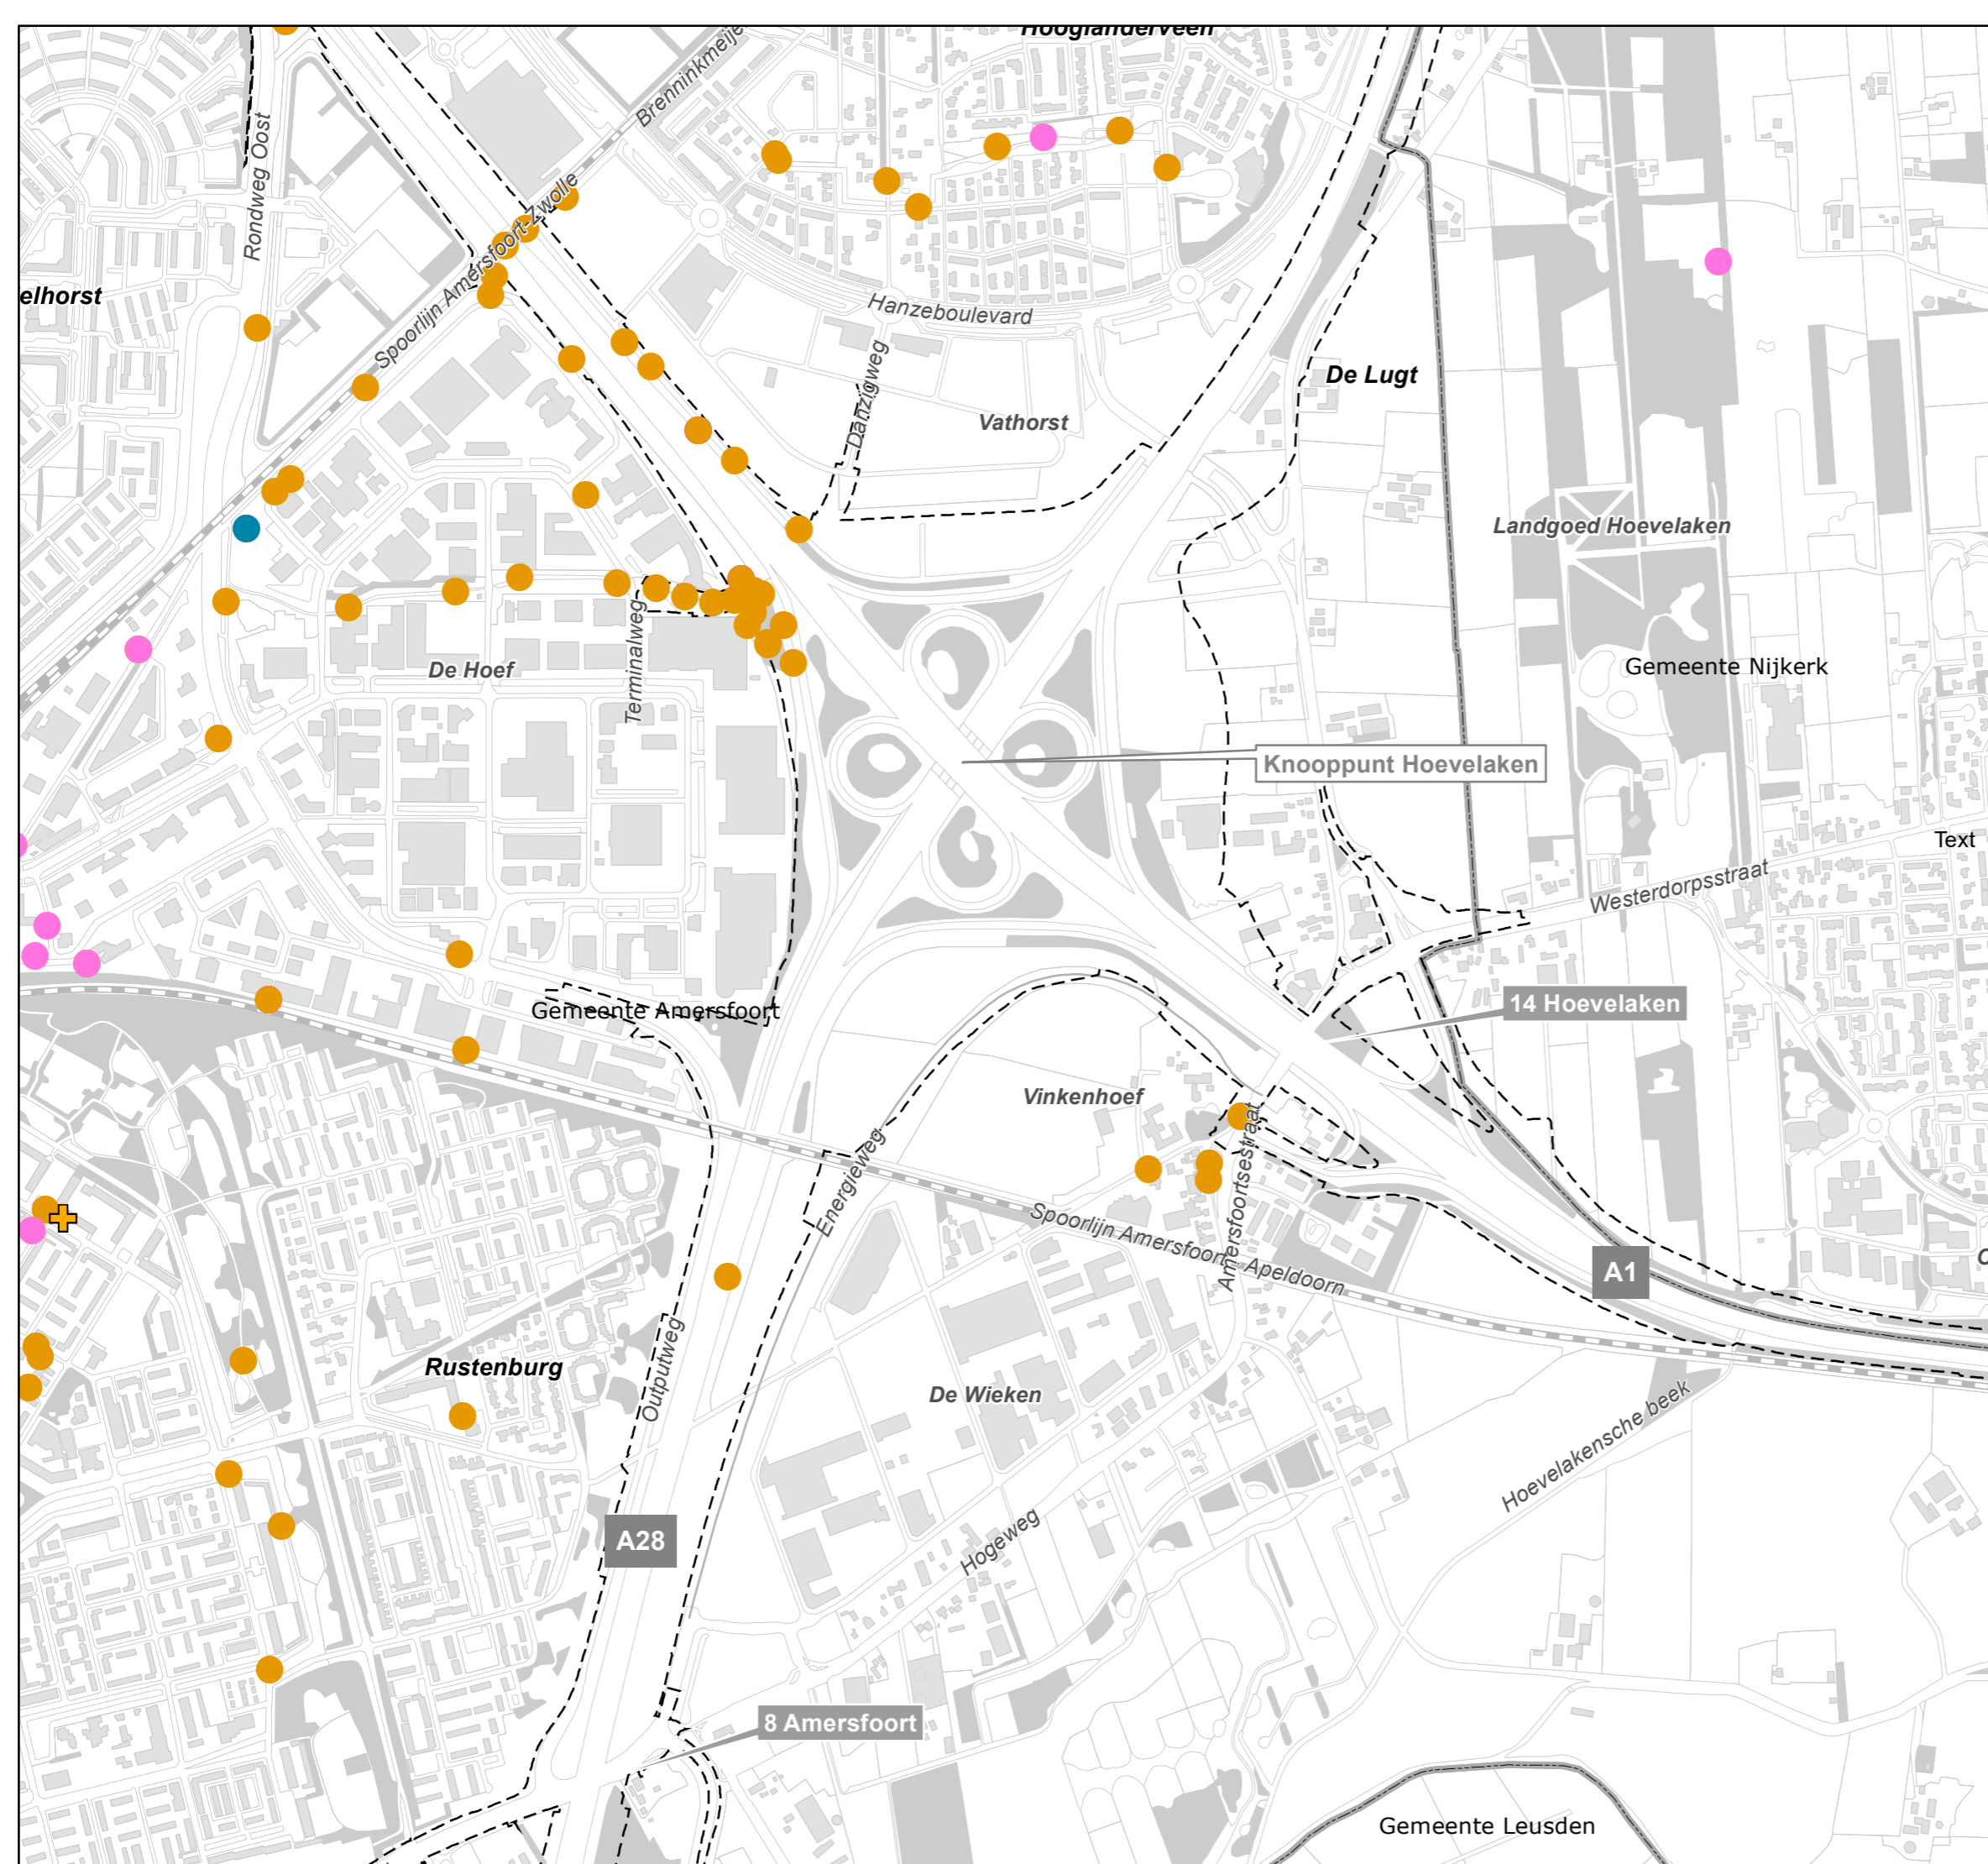 Hooglanderveen
Brenninkmeije
Rondweg Oost
Spoorlijn Amersfoort-Zwolle
elhorst
Hanzeboulevard
Danzigweg
De Lugt
Vathorst
Landgoed Hoevelaken
Terminalweg
De Hoef
Gemeente Nijkerk
Knooppunt Hoevelaken
Text
Westerdorpsstraat
Gemeente Amersfoort
14 Hoevelaken
Vinkenhoef
Energieweg
Amersfoortsestraat
Spoorlijn Amersfoort - Apeldoorn
A1
Outputweg
Rustenburg
De Wieken
Hoevelakensche beek
A28
Hogeweg
8 Amersfoort
Gemeente Leusden